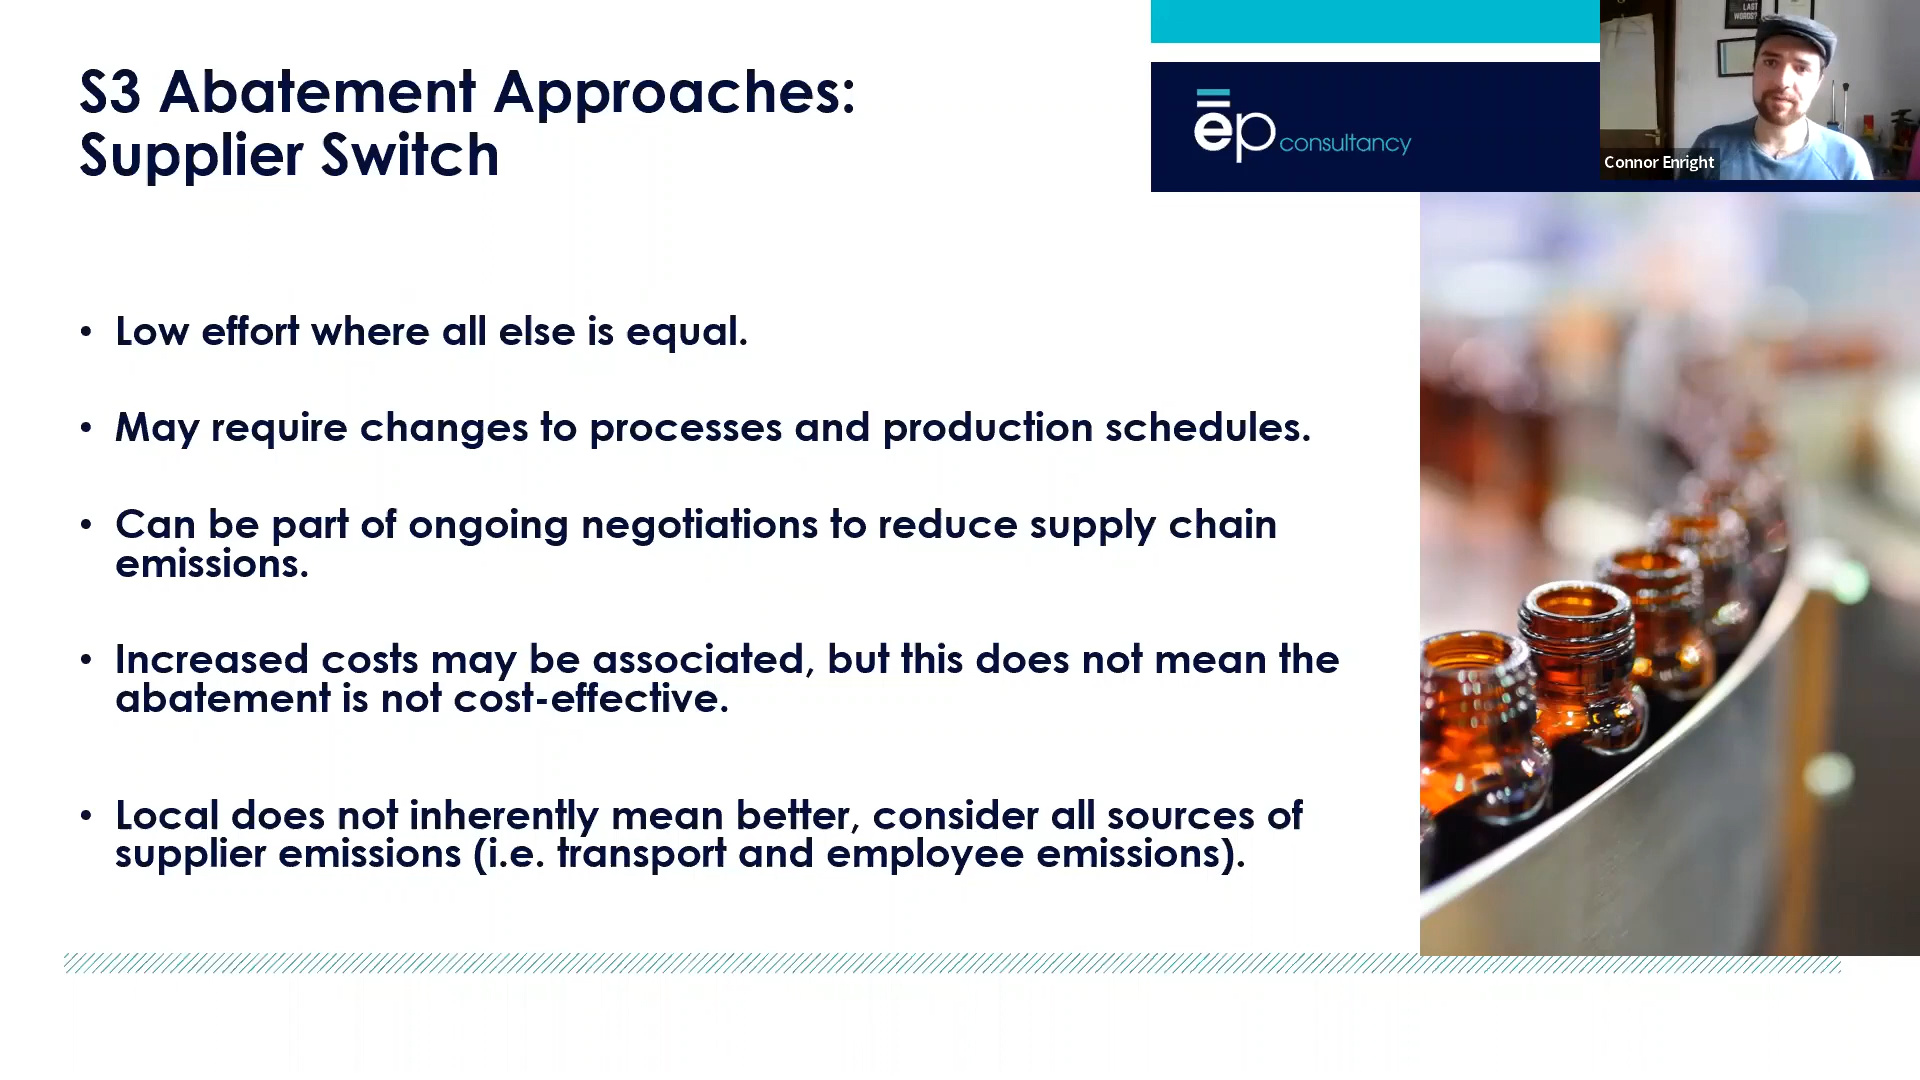 S3 Abatement Approaches:
Supplier Switch
ep consultancy
LAST
WORDS?
Connor Enright
• Low effort where all else is equal.
• May require changes to processes and production schedules.
• Can be part of ongoing negotiations to reduce supply chain
emissions.
• Increased costs may be associated, but this does not mean the
abatement is not cost-effective.
• Local does not inherently mean better, consider all sources of
supplier emissions (i.e. transport and employee emissions).